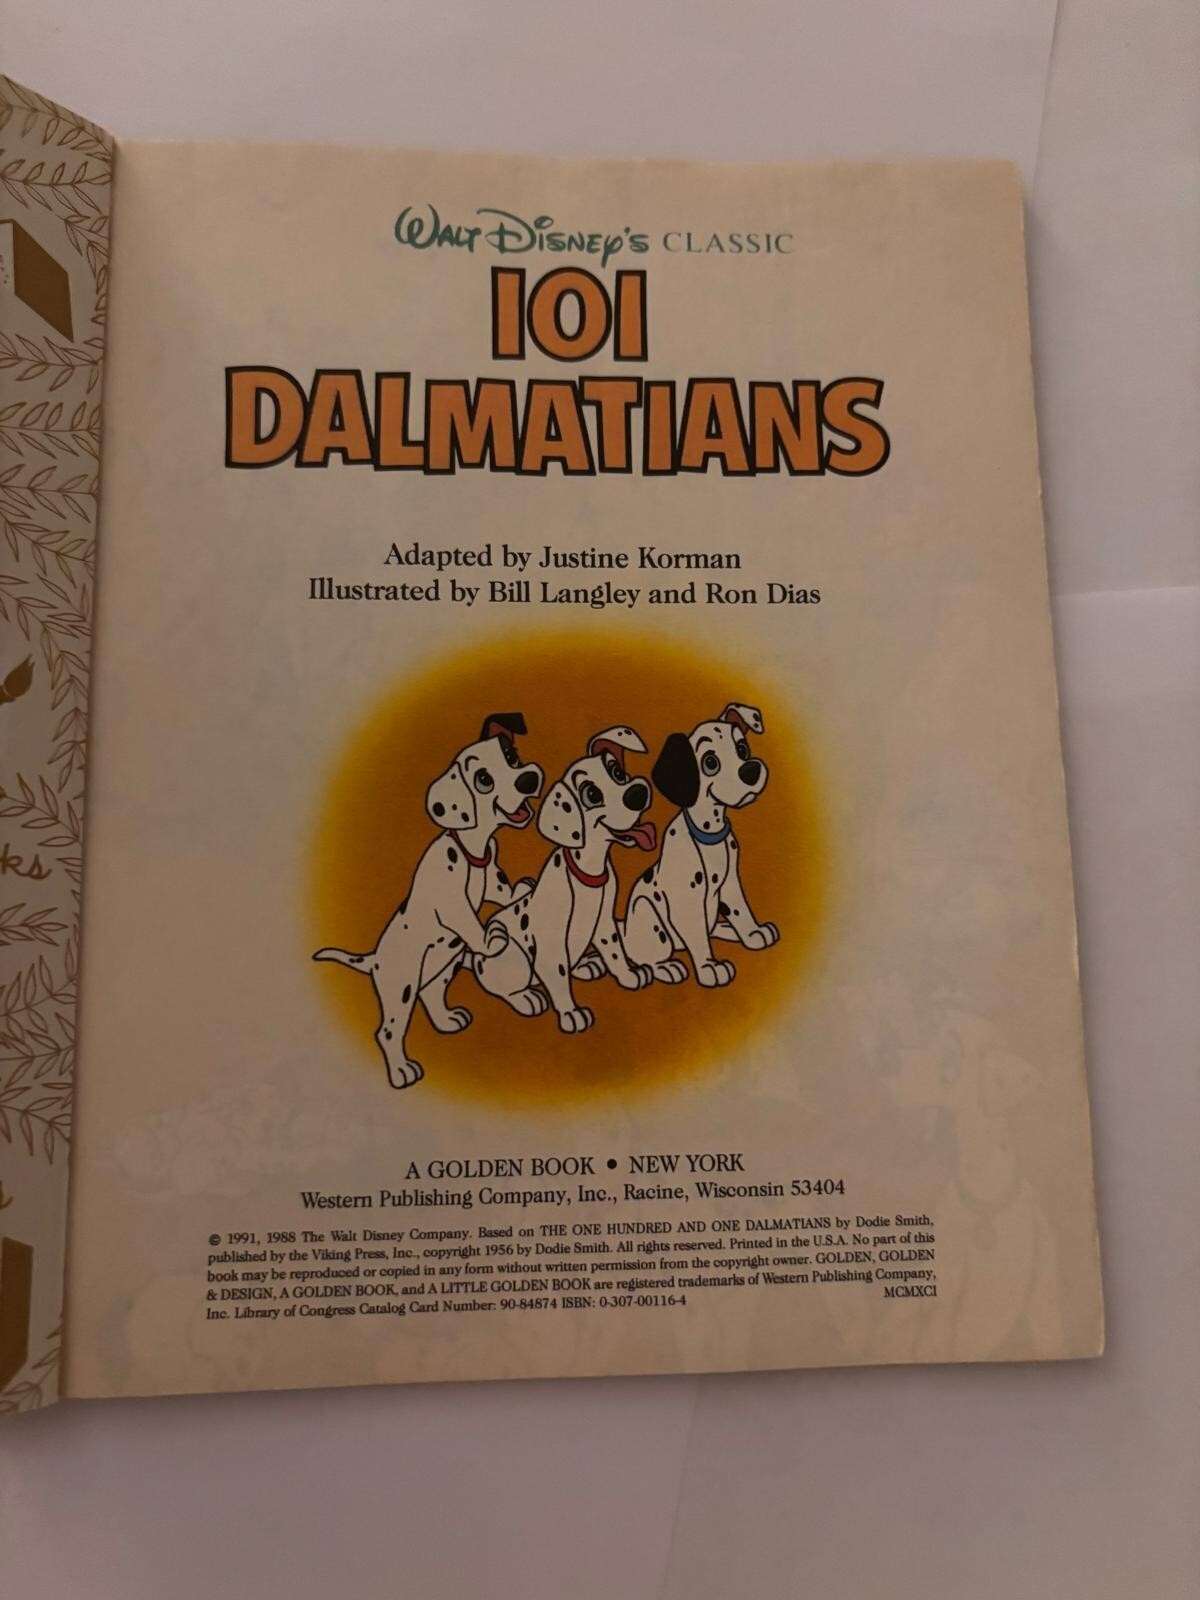 WALT DISNEY'S CLASSIC
101
DALMATIANS
Adapted by Justine Korman
Illustrated by Bill Langley and Ron Dias
A GOLDEN BOOK • NEW YORK
Western Publishing Company, Inc., Racine, Wisconsin 53404
© 1991, 1988 The Walt Disney Company. Based on THE ONE HUNDRED AND ONE DALMATIANS by Dodie Smith,
published by the Viking Press, Inc., copyright 1956 by Dodie Smith. All rights reserved. Printed in the U.S.A. No part of this
book may be reproduced or copied in any form without written permission from the copyright owner. GOLDEN, GOLDEN
& DESIGN, A GOLDEN BOOK, and A LITTLE GOLDEN BOOK are registered trademarks of Western Publishing Company,
Inc. Library of Congress Catalog Card Number: 90-84874 ISBN: 0-307-00116-4 MCMXCI